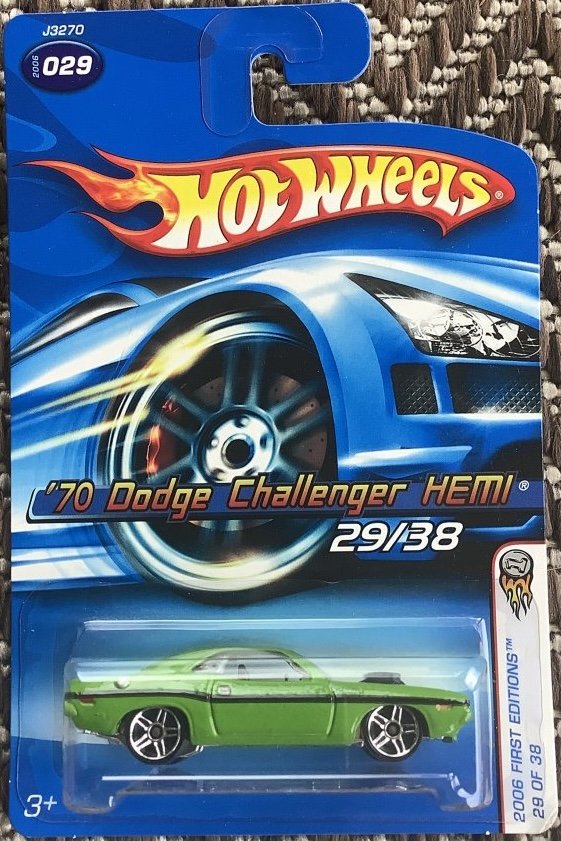 J3270
2006
029
HOT WHEELS®
'70 Dodge Challenger HEMI®
29/38
2006 FIRST EDITIONS™
29 OF 38
3+